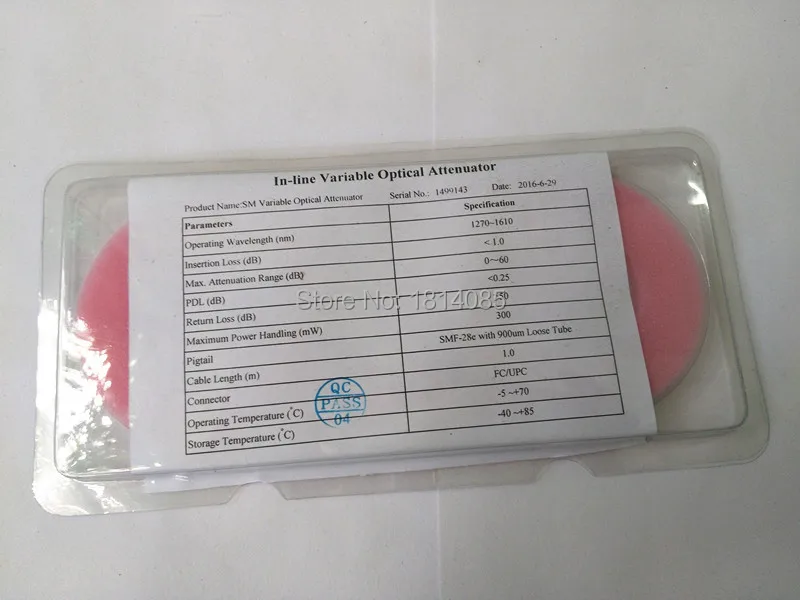 In-line Variable Optical Attenuator
Product Name:SM Variable Optical Attenuator Serial No.: 1499143 Date: 2016-6-29
Parameters Specification
Operating Wavelength (nm) 1270~1610
Insertion Loss (dB) < 1.0
Max. Attenuation Range (dB) 0~60
PDL (dB) <0.25
Return Loss (dB) 50
Maximum Power Handling (mW) 300
Pigtail SMF-28e with 900um Loose Tube
Cable Length (m) 1.0
Connector FC/UPC
Operating Temperature (°C) -5 ~+70
Storage Temperature (°C) -40 ~+85
QC
PASS
04
Store No: 1814085